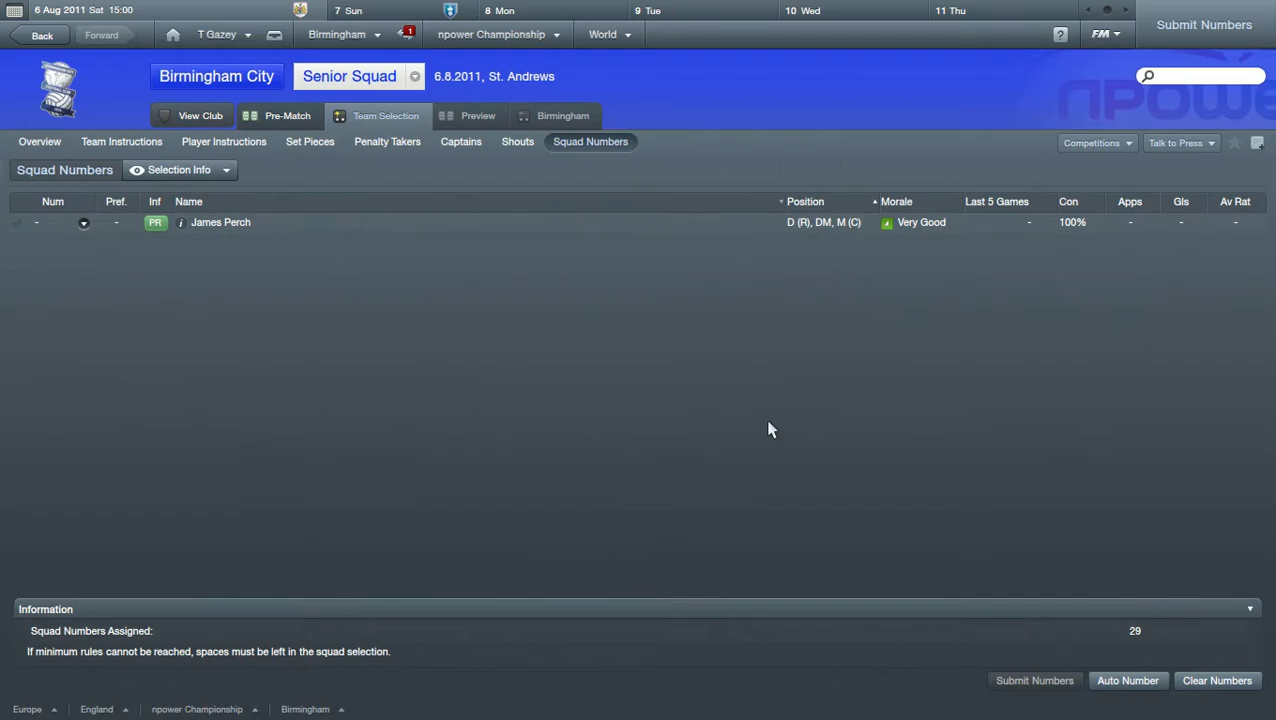 6 Aug 2011 Sat 15:00 7 Sun 8 Mon 9 Tue 10 Wed 11 Thu Submit Numbers
Back Forward T Gazey Birmingham 1 npower Championship World ? FM
Birmingham City Senior Squad 6.8.2011, St. Andrews
View Club Pre-Match Team Selection Preview Birmingham
Overview Team Instructions Player Instructions Set Pieces Penalty Takers Captains Shouts Squad Numbers Competitions Talk to Press
Squad Numbers Selection Info
Num Pref. Inf Name Position Morale Last 5 Games Con Apps Gls Av Rat
- - PR i James Perch D (R), DM, M (C) Very Good - 100% - - -
Information
Squad Numbers Assigned: 29
If minimum rules cannot be reached, spaces must be left in the squad selection.
Submit Numbers Auto Number Clear Numbers
Europe England npower Championship Birmingham